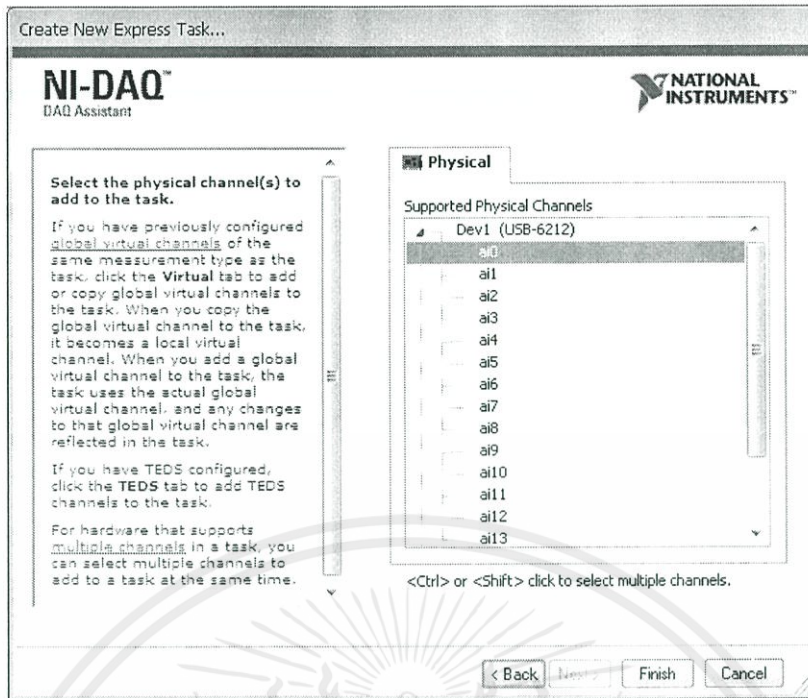 Create New Express Task...
NI-DAQ™
DAQ Assistant
NATIONAL
INSTRUMENTS™
Select the physical channel(s) to
add to the task.
If you have previously configured
global virtual channels of the
same measurement type as the
task, click the Virtual tab to add
or copy global virtual channels to
the task. When you copy the
global virtual channel to the task,
it becomes a local virtual
channel. When you add a global
virtual channel to the task, the
task uses the actual global
virtual channel, and any changes
to that global virtual channel are
reflected in the task.
If you have TEDS configured,
click the TEDS tab to add TEDS
channels to the task.
For hardware that supports
multiple channels in a task, you
can select multiple channels to
add to a task at the same time.
Physical
Supported Physical Channels
Dev1 (USB-6212)
ai0
ai1
ai2
ai3
ai4
ai5
ai6
ai7
ai8
ai9
ai10
ai11
ai12
ai13
<Ctrl> or <Shift> click to select multiple channels.
< Back
Next >
Finish
Cancel